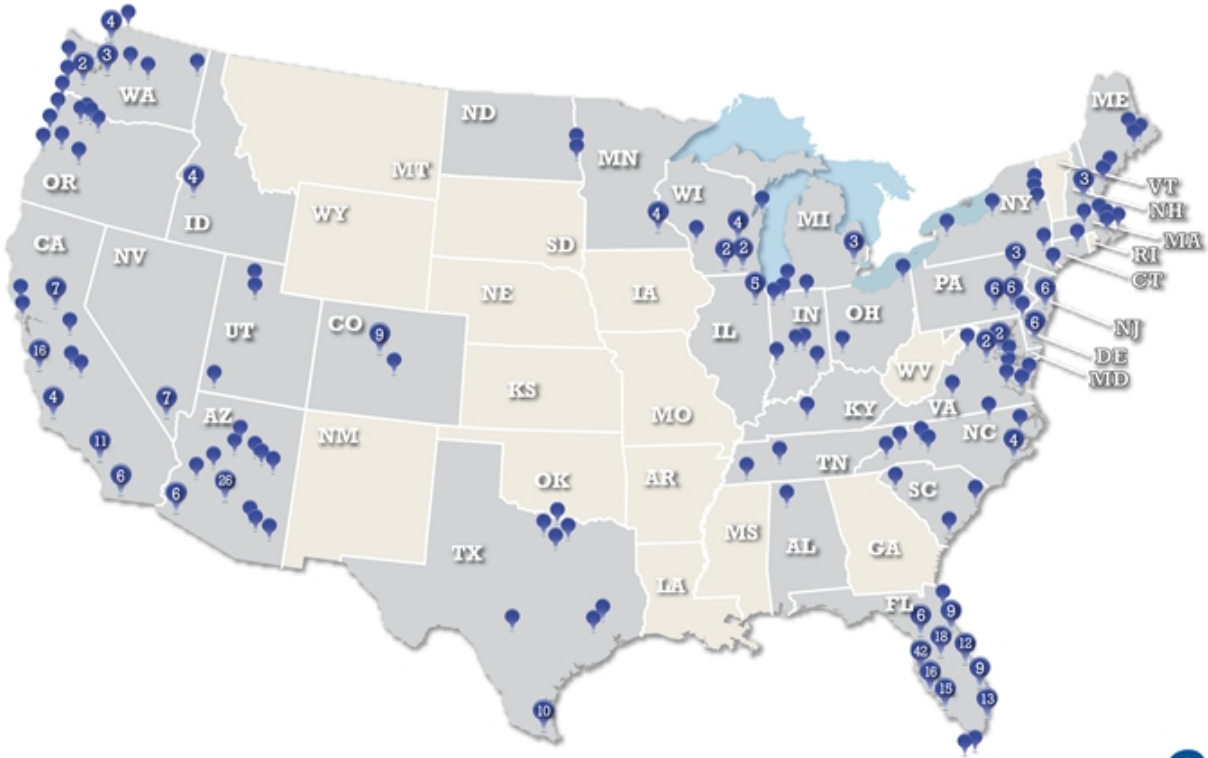 4
3
2
WA
ME
ND
MT
MN
OR
4
ID
WI
4
4
2
2
MI
3
NY
3
VT
NH
MA
RI
CT
WY
SD
CA
NV
7
16
4
11
6
7
UT
CO
9
NE
IA
5
IL
IN
OH
PA
3
6
6
6
6
NJ
2
2
DE
MD
WV
VA
KS
MO
KY
AZ
26
6
NM
OK
AR
TN
NC
4
SC
TX
LA
MS
AL
GA
FL
6
9
18
12
42
16
9
15
13
10